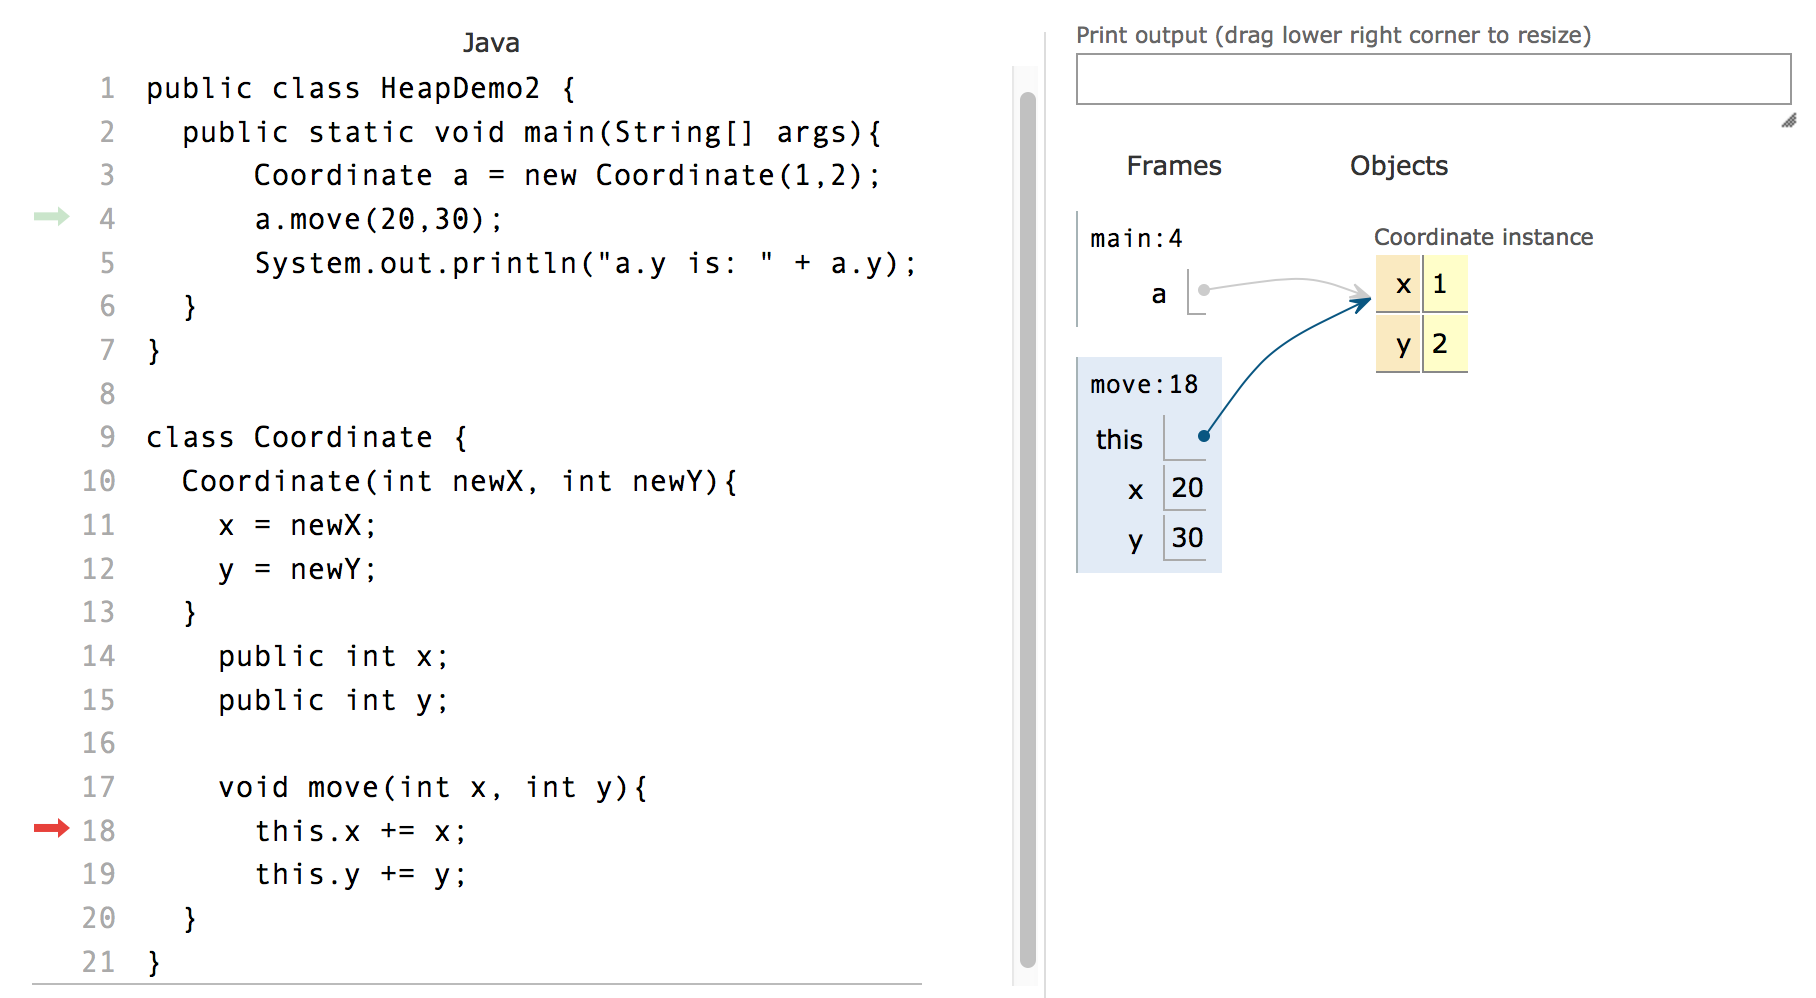 Java
1 public class HeapDemo2 {
2 public static void main(String[] args){
3 Coordinate a = new Coordinate(1,2);
4 a.move(20,30);
5 System.out.println("a.y is: " + a.y);
6 }
7 }
8
9 class Coordinate {
10 Coordinate(int newX, int newY){
11 x = newX;
12 y = newY;
13 }
14 public int x;
15 public int y;
16
17 void move(int x, int y){
18 this.x += x;
19 this.y += y;
20 }
21 }
Print output (drag lower right corner to resize)
Frames Objects
main:4
a
Coordinate instance
x 1
y 2
move:18
this
x 20
y 30